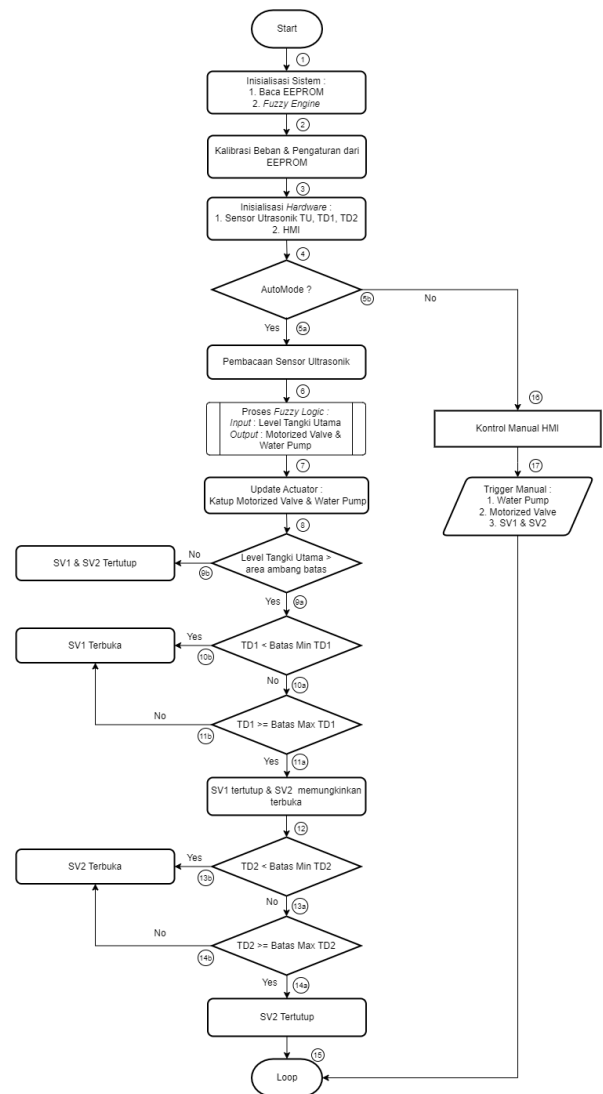 Start
1
Inisialisasi Sistem :
1. Baca EEPROM
2. Fuzzy Engine
2
Kalibrasi Beban & Pengaturan dari
EEPROM
3
Inisialisasi Hardware :
1. Sensor Utrasonik TU, TD1, TD2
2. HMI
4
AutoMode ?
5b
No
Yes
5a
Pembacaan Sensor Ultrasonik
6
Proses Fuzzy Logic :
Input : Level Tangki Utama
Output : Motorized Valve &
Water Pump
16
Kontrol Manual HMI
7
17
Update Actuator :
Katup Motorized Valve & Water Pump
Trigger Manual :
1. Water Pump
2. Motorized Valve
3. SV1 & SV2
8
Level Tangki Utama >
area ambang batas
No
9b
SV1 & SV2 Tertutup
Yes
9a
TD1 < Batas Min TD1
Yes
10b
SV1 Terbuka
No
10a
TD1 >= Batas Max TD1
No
11b
Yes
11a
SV1 tertutup & SV2 memungkinkan
terbuka
12
TD2 < Batas Min TD2
Yes
13b
SV2 Terbuka
No
13a
TD2 >= Batas Max TD2
No
14b
Yes
14a
SV2 Tertutup
15
Loop